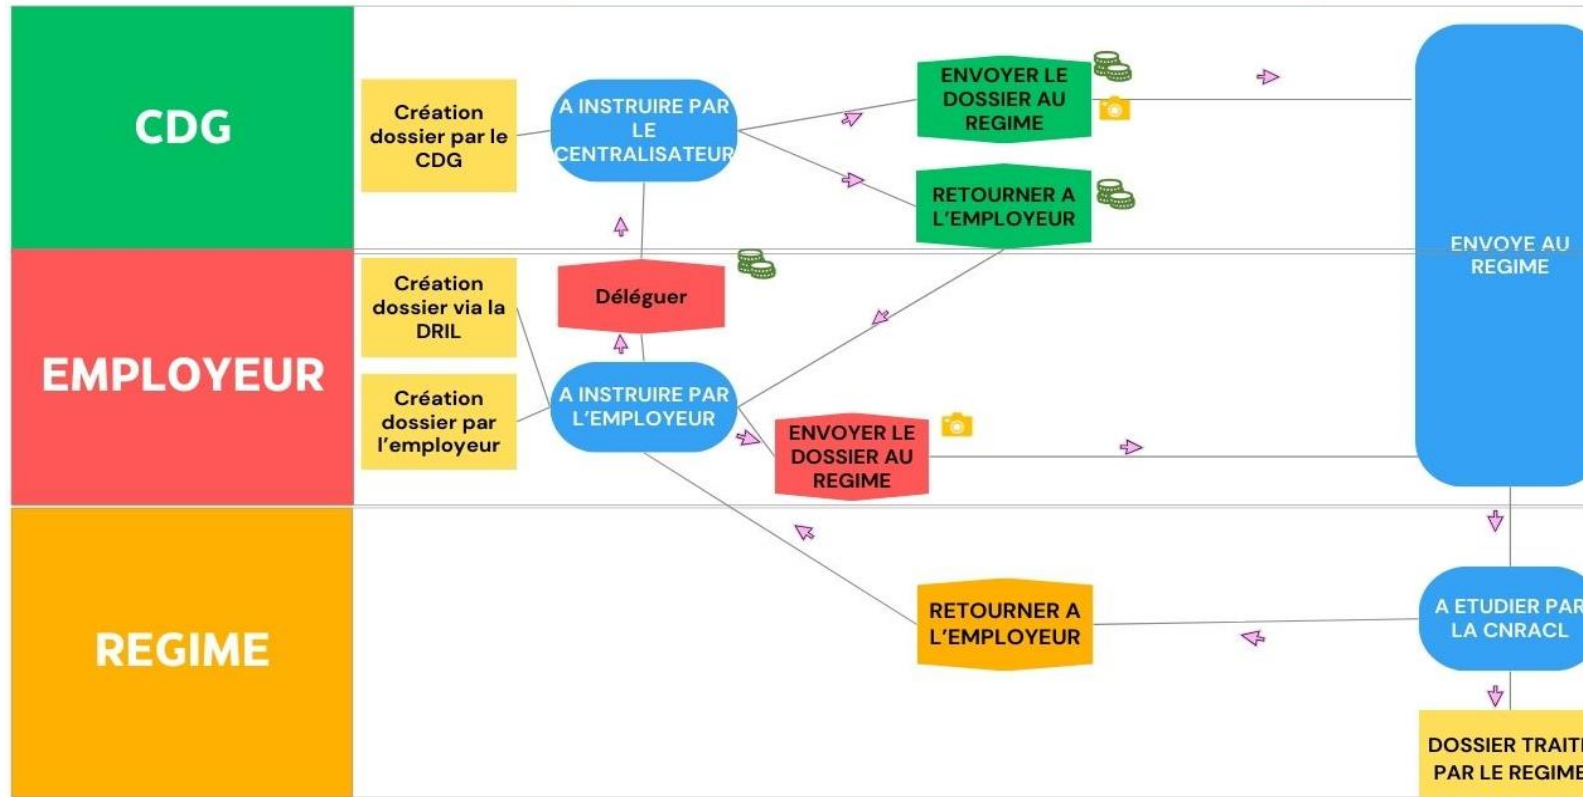 CDG
Création
dossier par le
CDG
A INSTRUIRE PAR
LE
CENTRALISATEUR
ENVOYER LE
DOSSIER AU
REGIME
RETOURNER A
L'EMPLOYEUR
ENVOYE AU
REGIME
EMPLOYEUR
Création
dossier via la
DRIL
Déléguer
Création
dossier par
l'employeur
A INSTRUIRE PAR
L'EMPLOYEUR
ENVOYER LE
DOSSIER AU
REGIME
REGIME
RETOURNER A
L'EMPLOYEUR
A ETUDIER PAR
LA CNRACL
DOSSIER TRAIT
PAR LE REGIME